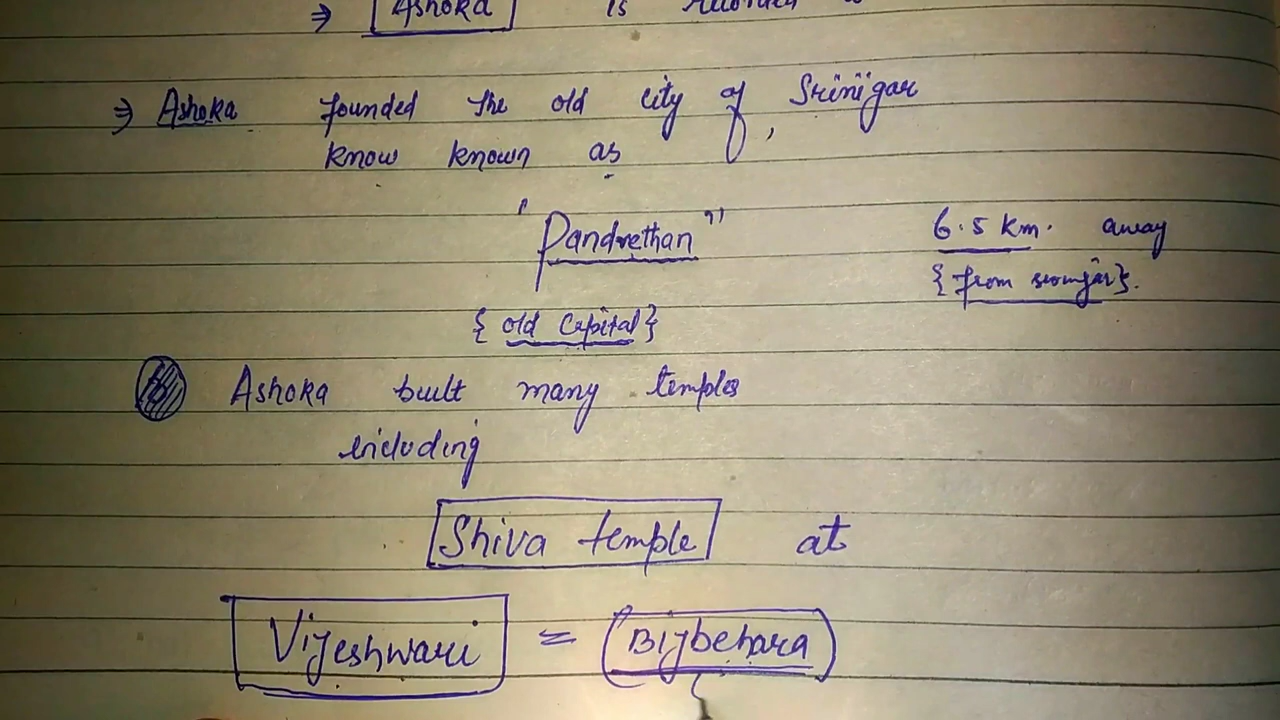 ⇒ Ashoka is
⇒ Ashoka founded the old city of Srinigar,
know known as
"Pandrethan"
6.5 km. away
{from srinigar}.
{old Capital}
Ashoka built many temples
including
Shiva temple at
Vijeshwari = (Bijbehara)